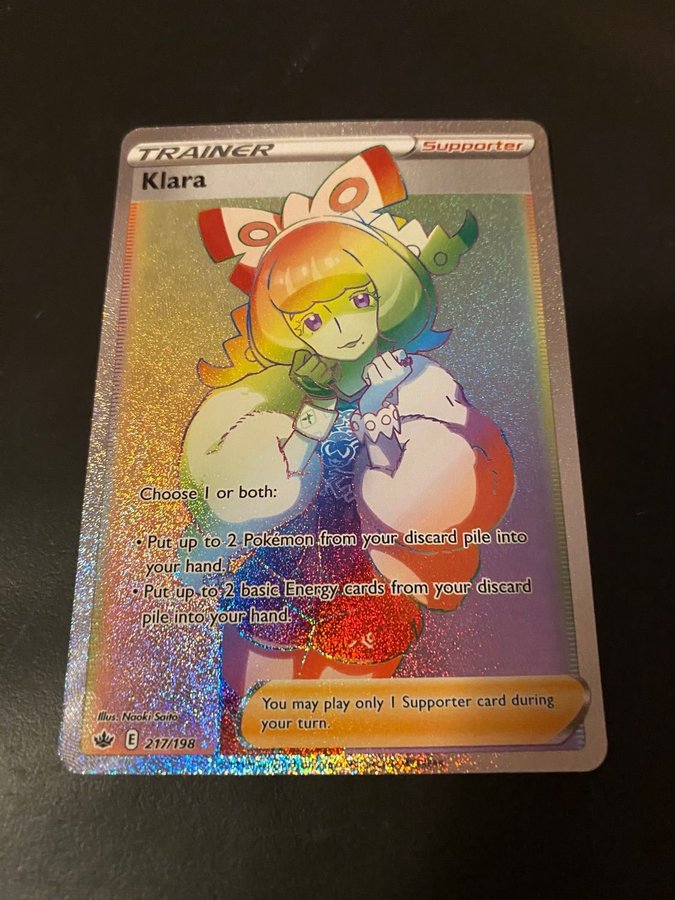 TRAINER Supporter
Klara
Choose 1 or both:
• Put up to 2 Pokémon from your discard pile into
your hand.
• Put up to 2 basic Energy cards from your discard
pile into your hand.
You may play only 1 Supporter card during
your turn.
Illus. Naoki Saito
E 217/198